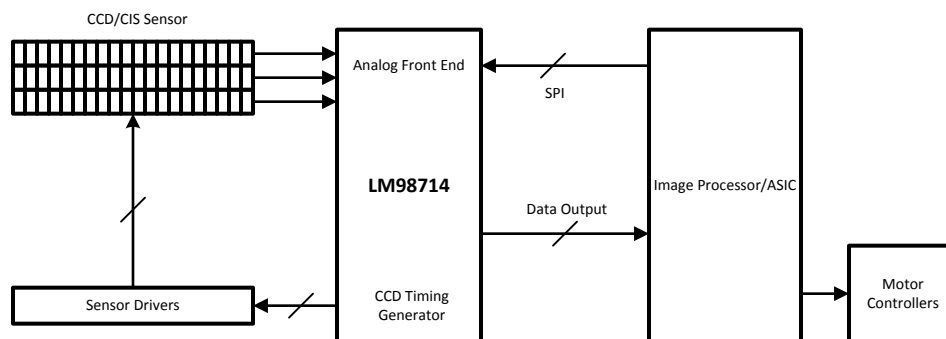 CCD/CIS Sensor
Analog Front End
SPI
LM98714
Image Processor/ASIC
Data Output
Sensor Drivers
CCD Timing
Generator
Motor
Controllers